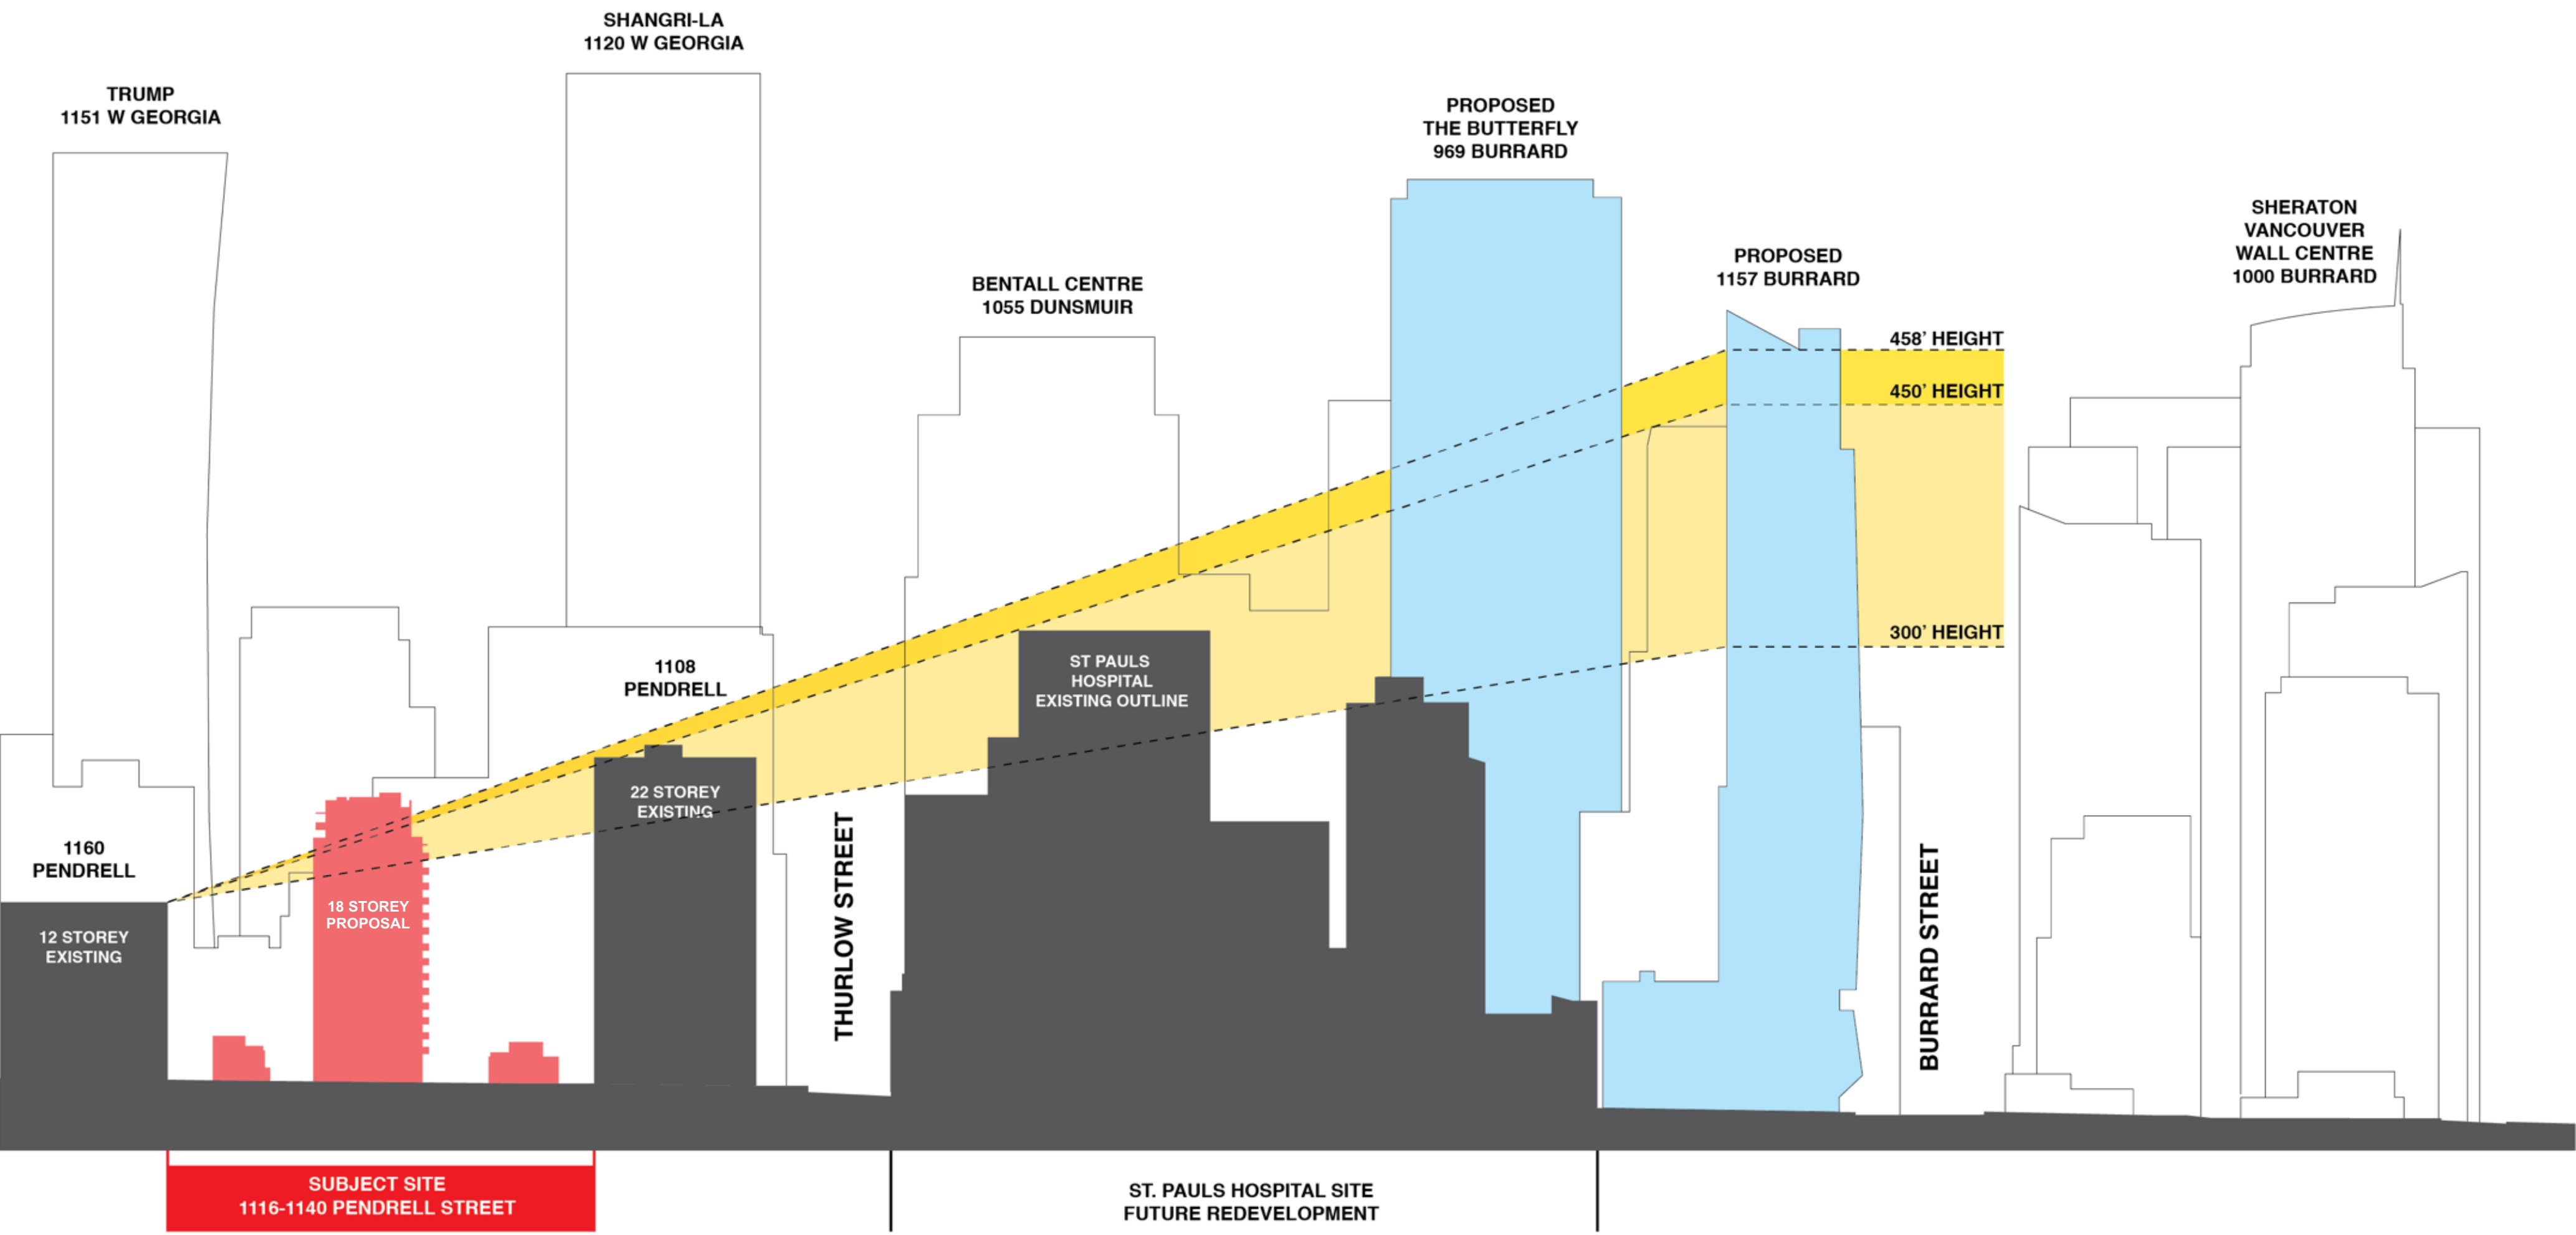 SHANGRI-LA
1120 W GEORGIA
TRUMP
1151 W GEORGIA
PROPOSED
THE BUTTERFLY
969 BURRARD
SHERATON
VANCOUVER
WALL CENTRE
1000 BURRARD
PROPOSED
1157 BURRARD
BENTALL CENTRE
1055 DUNSMUIR
458’ HEIGHT
450’ HEIGHT
300’ HEIGHT
1108
PENDRELL
ST PAULS
HOSPITAL
EXISTING OUTLINE
22 STOREY
EXISTING
1160
PENDRELL
18 STOREY
PROPOSAL
12 STOREY
EXISTING
THURLOW STREET
BURRARD STREET
SUBJECT SITE
1116-1140 PENDRELL STREET
ST. PAULS HOSPITAL SITE
FUTURE REDEVELOPMENT